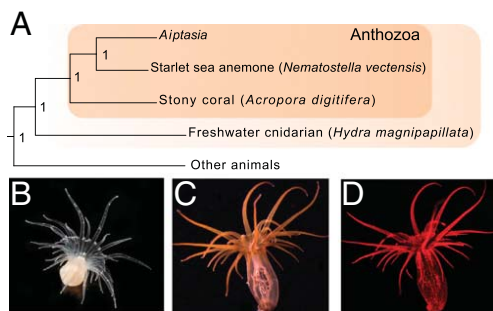 A
Aiptasia
Anthozoa
1
Starlet sea anemone (Nematostella vectensis)
1
Stony coral (Acropora digitifera)
1
Freshwater cnidarian (Hydra magnipapillata)
1
Other animals
B
C
D